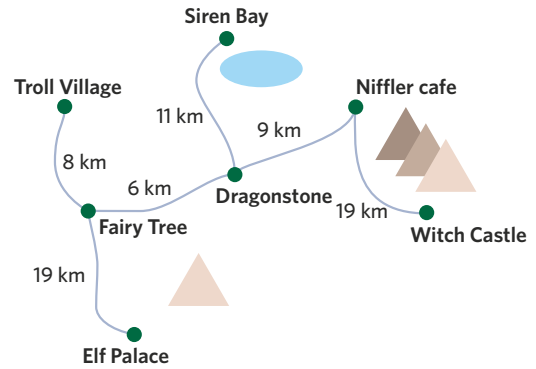 Siren Bay
Troll Village
Niffler cafe
11 km
9 km
8 km
6 km
Dragonstone
19 km
Fairy Tree
Witch Castle
19 km
Elf Palace